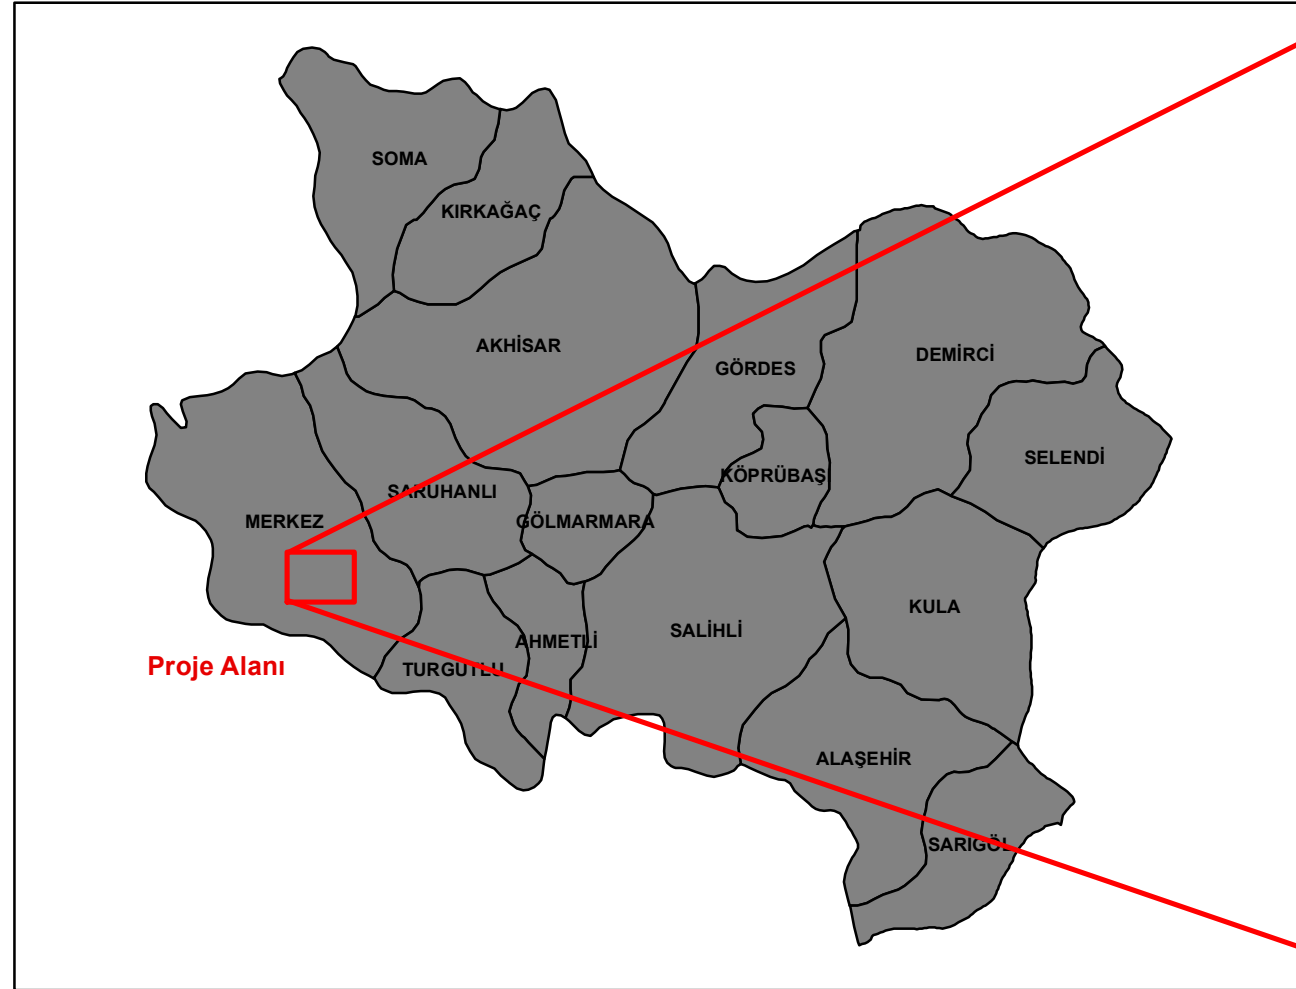 SOMA
KIRKAĞAÇ
AKHİSAR
DEMİRCİ
GÖRDES
SELENDİ
KÖPRÜBAŞI
SARUHANLI
MERKEZ
GÖLMARMARA
KULA
SALİHLİ
AHMETLİ
Proje Alanı
TURGUTLU
ALAŞEHİR
SARIGÖL